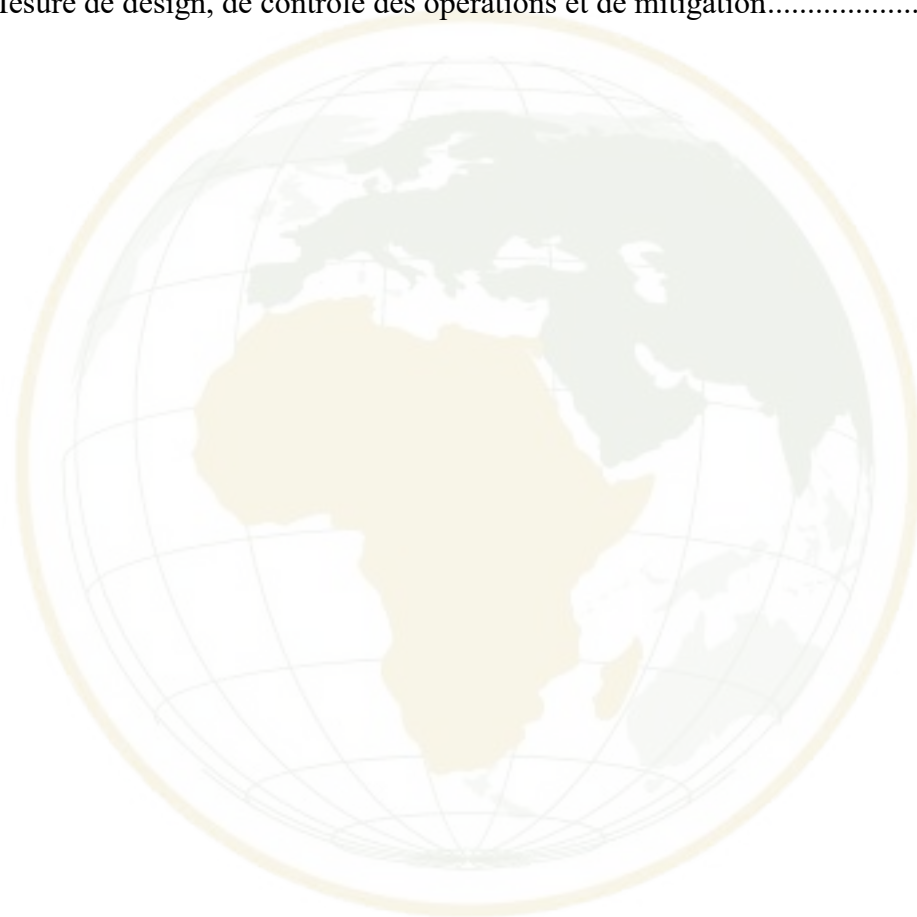 esure de design, de contrôle des opérations et de mitigation....................